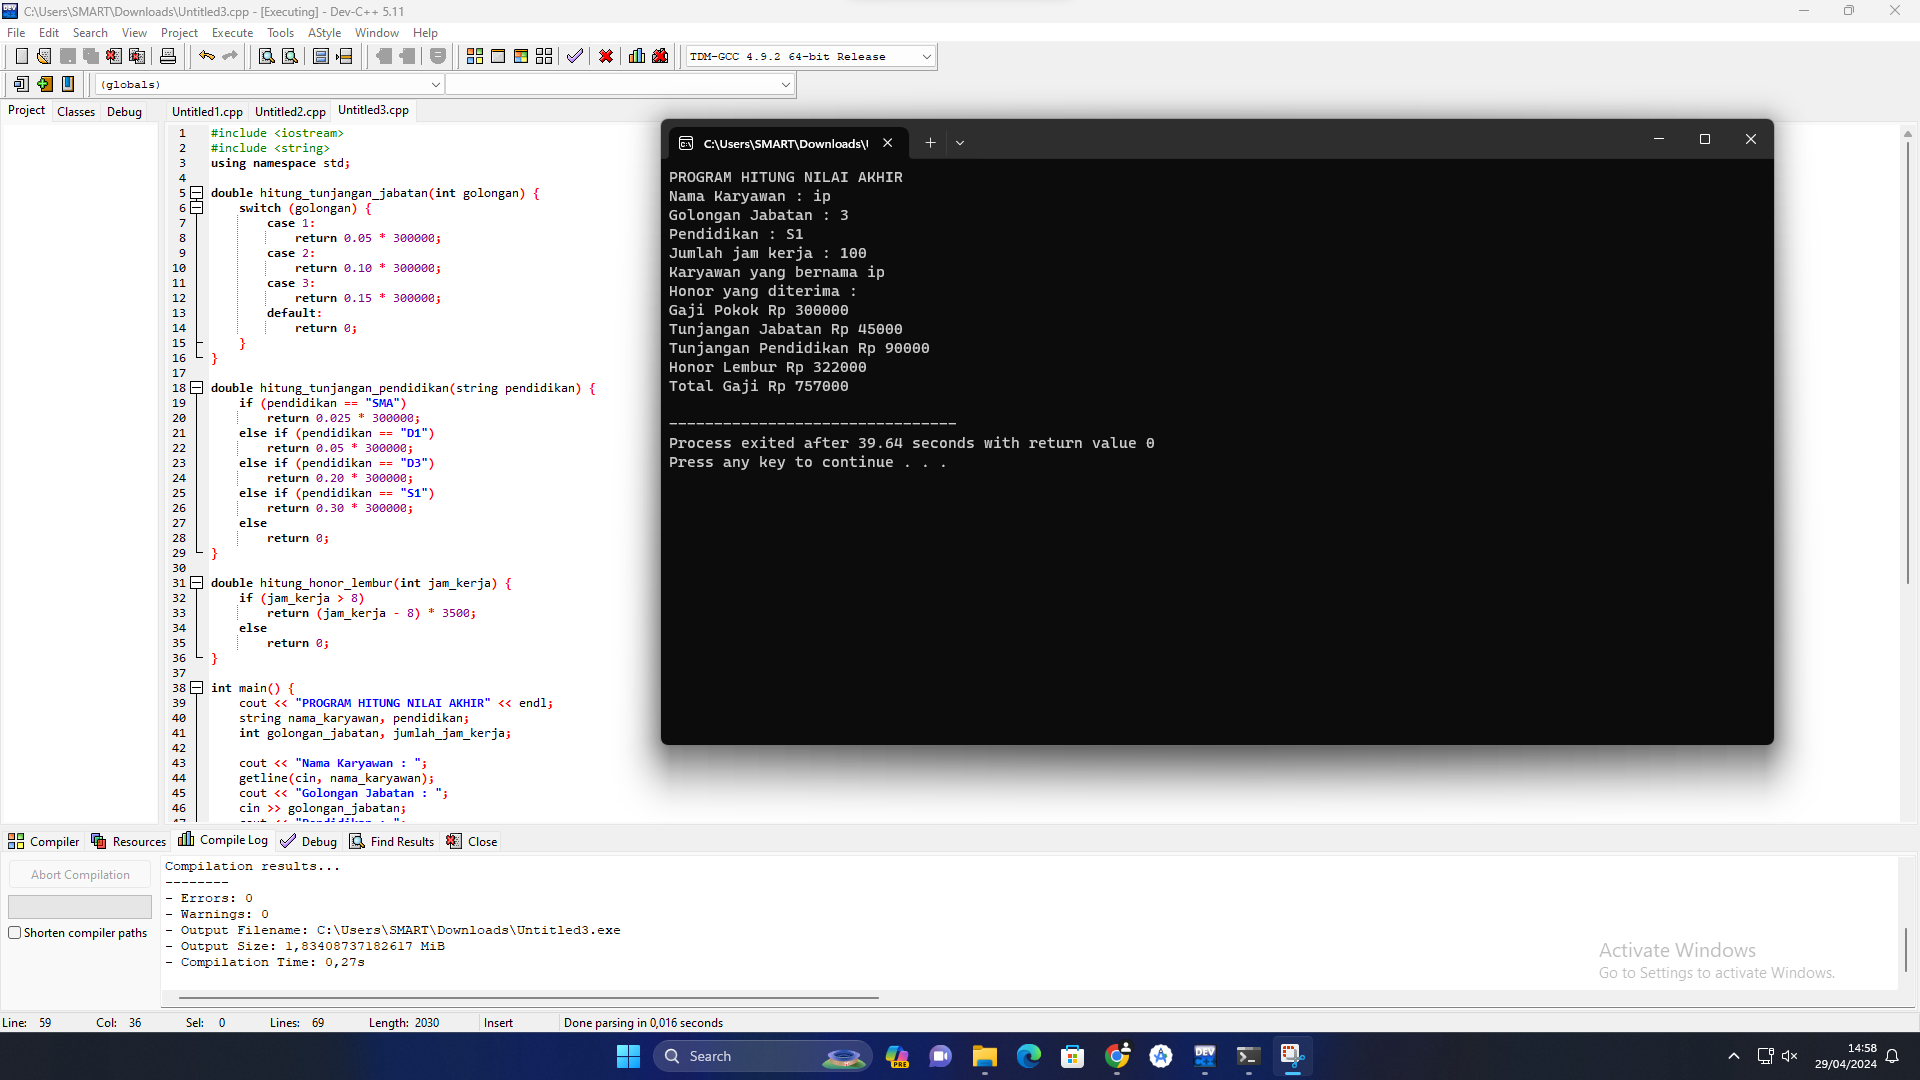 C:\Users\SMART\Downloads\Untitled3.cpp - [Executing] - Dev-C++ 5.11
File Edit Search View Project Execute Tools AStyle Window Help
TDM-GCC 4.9.2 64-bit Release
(globals)
Project Classes Debug
Untitled1.cpp Untitled2.cpp Untitled3.cpp
1 #include <iostream>
2 #include <string>
3 using namespace std;
4
5 double hitung_tunjangan_jabatan(int golongan) {
6 switch (golongan) {
7 case 1:
8 return 0.05 * 300000;
9 case 2:
10 return 0.10 * 300000;
11 case 3:
12 return 0.15 * 300000;
13 default:
14 return 0;
15 }
16 }
17
18 double hitung_tunjangan_pendidikan(string pendidikan) {
19 if (pendidikan == "SMA")
20 return 0.025 * 300000;
21 else if (pendidikan == "D1")
22 return 0.05 * 300000;
23 else if (pendidikan == "D3")
24 return 0.20 * 300000;
25 else if (pendidikan == "S1")
26 return 0.30 * 300000;
27 else
28 return 0;
29 }
30
31 double hitung_honor_lembur(int jam_kerja) {
32 if (jam_kerja > 8)
33 return (jam_kerja - 8) * 3500;
34 else
35 return 0;
36 }
37
38 int main() {
39 cout << "PROGRAM HITUNG NILAI AKHIR" << endl;
40 string nama_karyawan, pendidikan;
41 int golongan_jabatan, jumlah_jam_kerja;
42
43 cout << "Nama Karyawan : ";
44 getline(cin, nama_karyawan);
45 cout << "Golongan Jabatan : ";
46 cin >> golongan_jabatan;
C:\Users\SMART\Downloads\
PROGRAM HITUNG NILAI AKHIR
Nama Karyawan : ip
Golongan Jabatan : 3
Pendidikan : S1
Jumlah jam kerja : 100
Karyawan yang bernama ip
Honor yang diterima :
Gaji Pokok Rp 300000
Tunjangan Jabatan Rp 45000
Tunjangan Pendidikan Rp 90000
Honor Lembur Rp 322000
Total Gaji Rp 757000
--------------------------------
Process exited after 39.64 seconds with return value 0
Press any key to continue . . .
Compiler Resources Compile Log Debug Find Results Close
Abort Compilation
Shorten compiler paths
Compilation results...
--------
- Errors: 0
- Warnings: 0
- Output Filename: C:\Users\SMART\Downloads\Untitled3.exe
- Output Size: 1,83408737182617 MiB
- Compilation Time: 0,27s
Activate Windows
Go to Settings to activate Windows.
Line: 59 Col: 36 Sel: 0 Lines: 69 Length: 2030 Insert Done parsing in 0,016 seconds
Search
PRE
DEV
14:58
29/04/2024